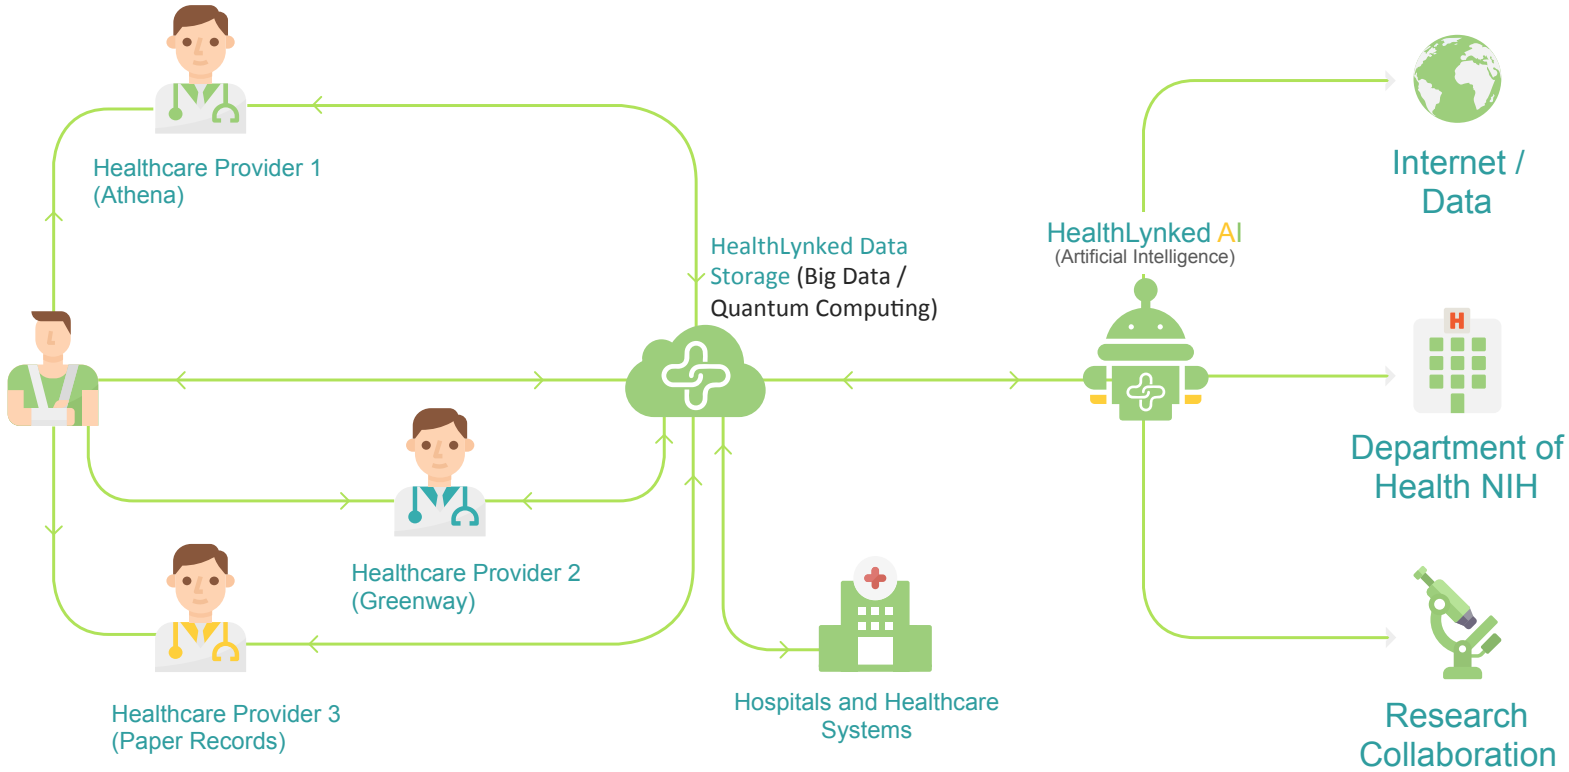 Healthcare Provider 1
(Athena)
HealthLynked Data
Storage (Big Data /
Quantum Computing)
HealthLynked AI
(Artificial Intelligence)
Internet /
Data
H
Department of
Health NIH
Healthcare Provider 2
(Greenway)
Healthcare Provider 3
(Paper Records)
Hospitals and Healthcare
Systems
Research
Collaboration